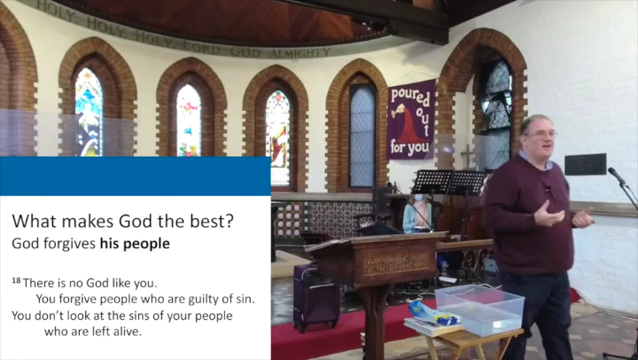 HOLY, HOLY, HOLY, LORD GOD ALMIGHTY
poured
out
for you
What makes God the best?
God forgives his people
18 There is no God like you.
You forgive people who are guilty of sin.
You don't look at the sins of your people
who are left alive.